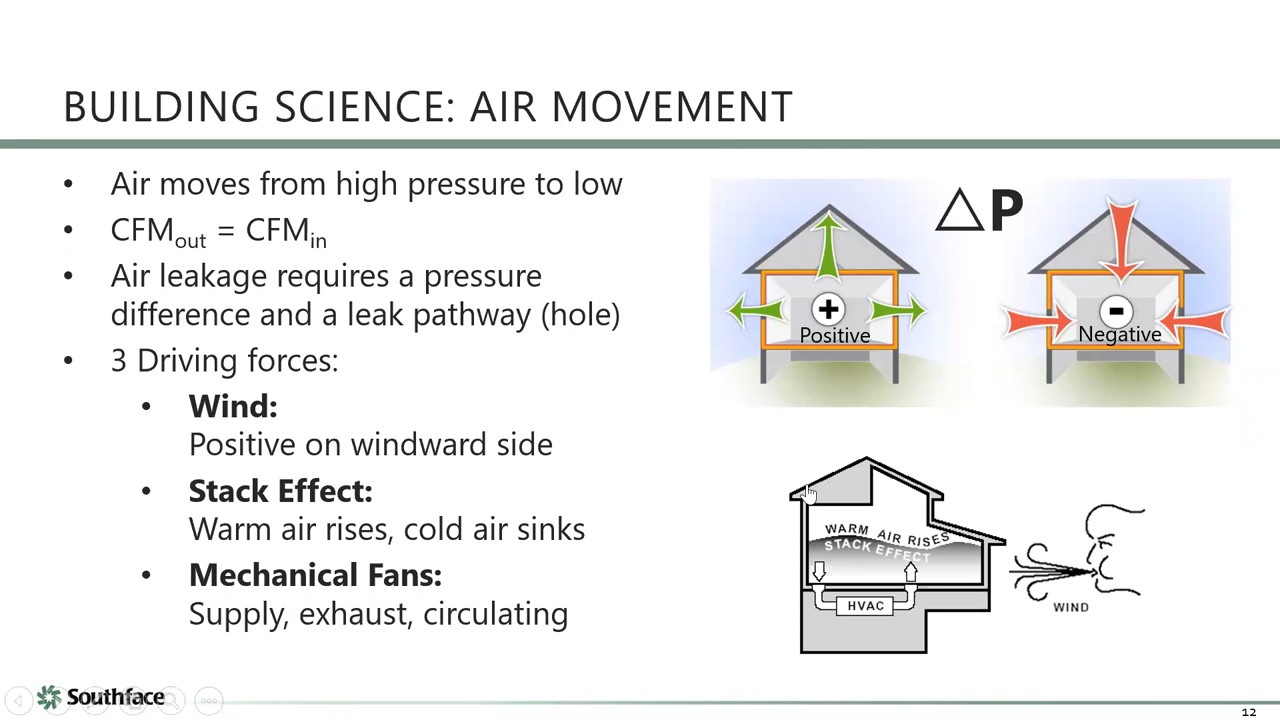 BUILDING SCIENCE: AIR MOVEMENT
• Air moves from high pressure to low
• CFMout = CFMin
• Air leakage requires a pressure
difference and a leak pathway (hole)
• 3 Driving forces:
• Wind:
Positive on windward side
• Stack Effect:
Warm air rises, cold air sinks
• Mechanical Fans:
Supply, exhaust, circulating
△P
+
Positive
-
Negative
WARM AIR RISES
STACK EFFECT
HVAC
WIND
Southface
12